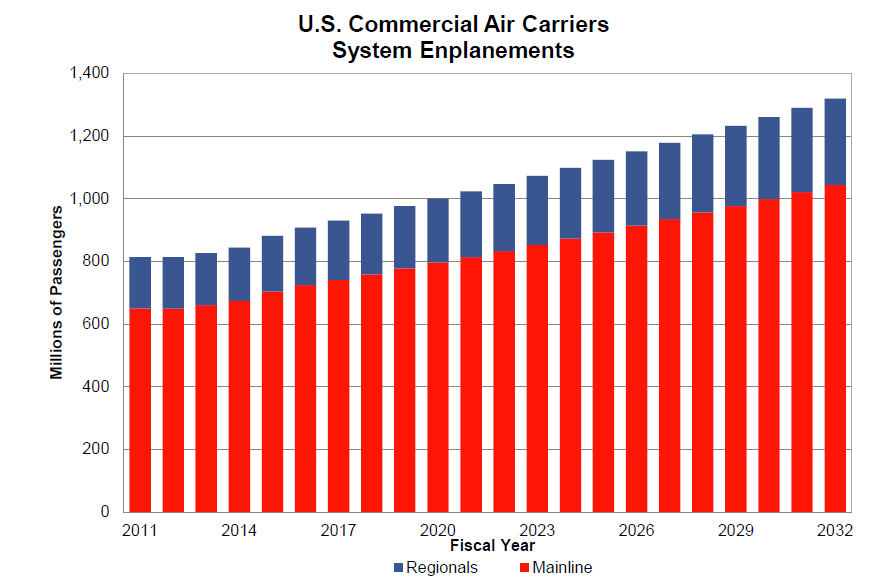 U.S. Commercial Air Carriers
System Enplanements
Millions of Passengers
1,400
1,200
1,000
800
600
400
200
0
2011 2014 2017 2020 2023 2026 2029 2032
Fiscal Year
Regionals Mainline